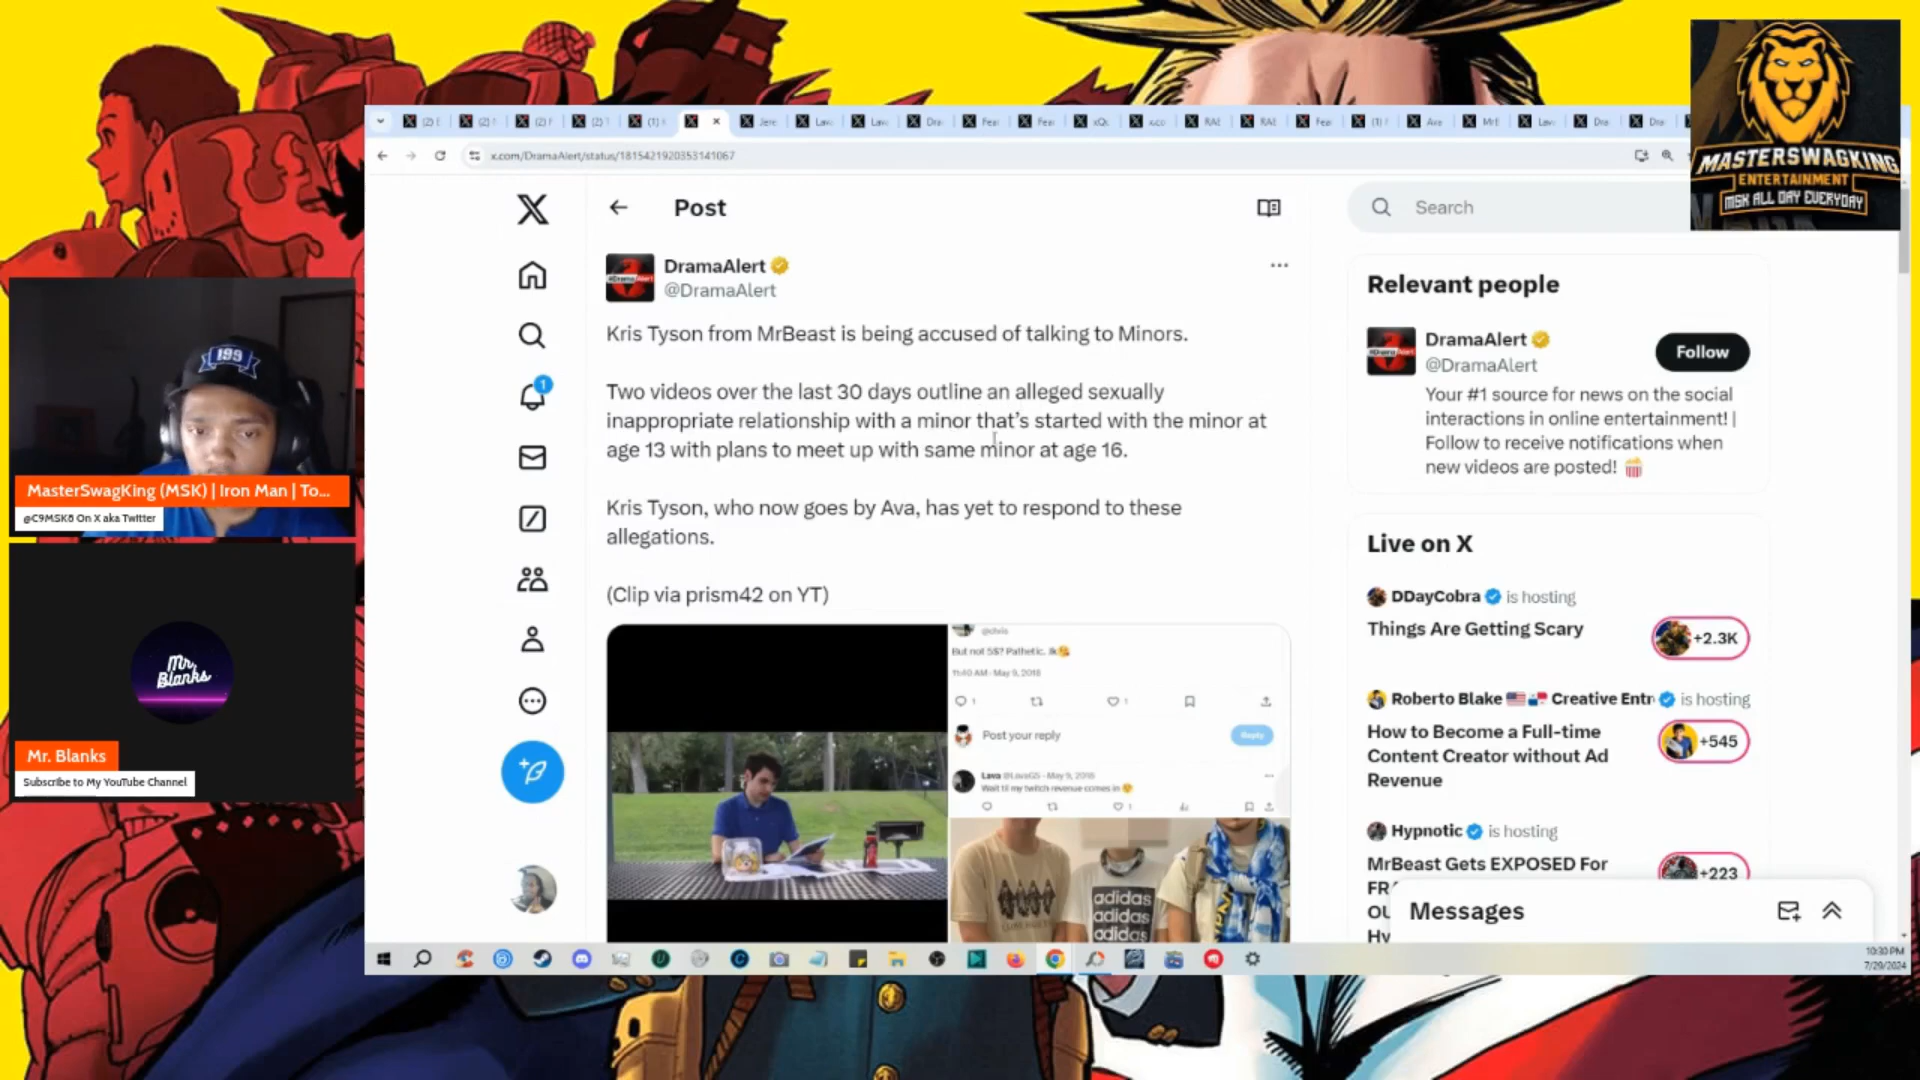 x.com/DramaAlert/status/1815421920353141067
MASTERSWAGKING
ENTERTAINMENT
MSK ALL DAY EVERYDAY
Post
Search
DramaAlert
@DramaAlert
Kris Tyson from MrBeast is being accused of talking to Minors.
Two videos over the last 30 days outline an alleged sexually
inappropriate relationship with a minor that's started with the minor at
age 13 with plans to meet up with same minor at age 16.
Kris Tyson, who now goes by Ava, has yet to respond to these
allegations.
(Clip via prism42 on YT)
@chris
But not 5$? Pathetic. Jk
11:40 AM · May 9, 2018
Post your reply
Reply
Lava @LavaGS · May 9, 2018
Wait til my twitch revenue comes in
adidas
adidas
adidas
Relevant people
DramaAlert
@DramaAlert
Follow
Your #1 source for news on the social
interactions in online entertainment! |
Follow to receive notifications when
new videos are posted!
Live on X
DDayCobra is hosting
Things Are Getting Scary
+2.3K
Roberto Blake Creative Entr is hosting
How to Become a Full-time
Content Creator without Ad
Revenue
+545
Hypnotic is hosting
MrBeast Gets EXPOSED For
+223
Messages
199
MasterSwagKing (MSK) | Iron Man | To...
@C9MSK8 On X aka Twitter
Mr. Blanks
Mr. Blanks
Subscribe to My YouTube Channel
10:30 PM
7/29/2024